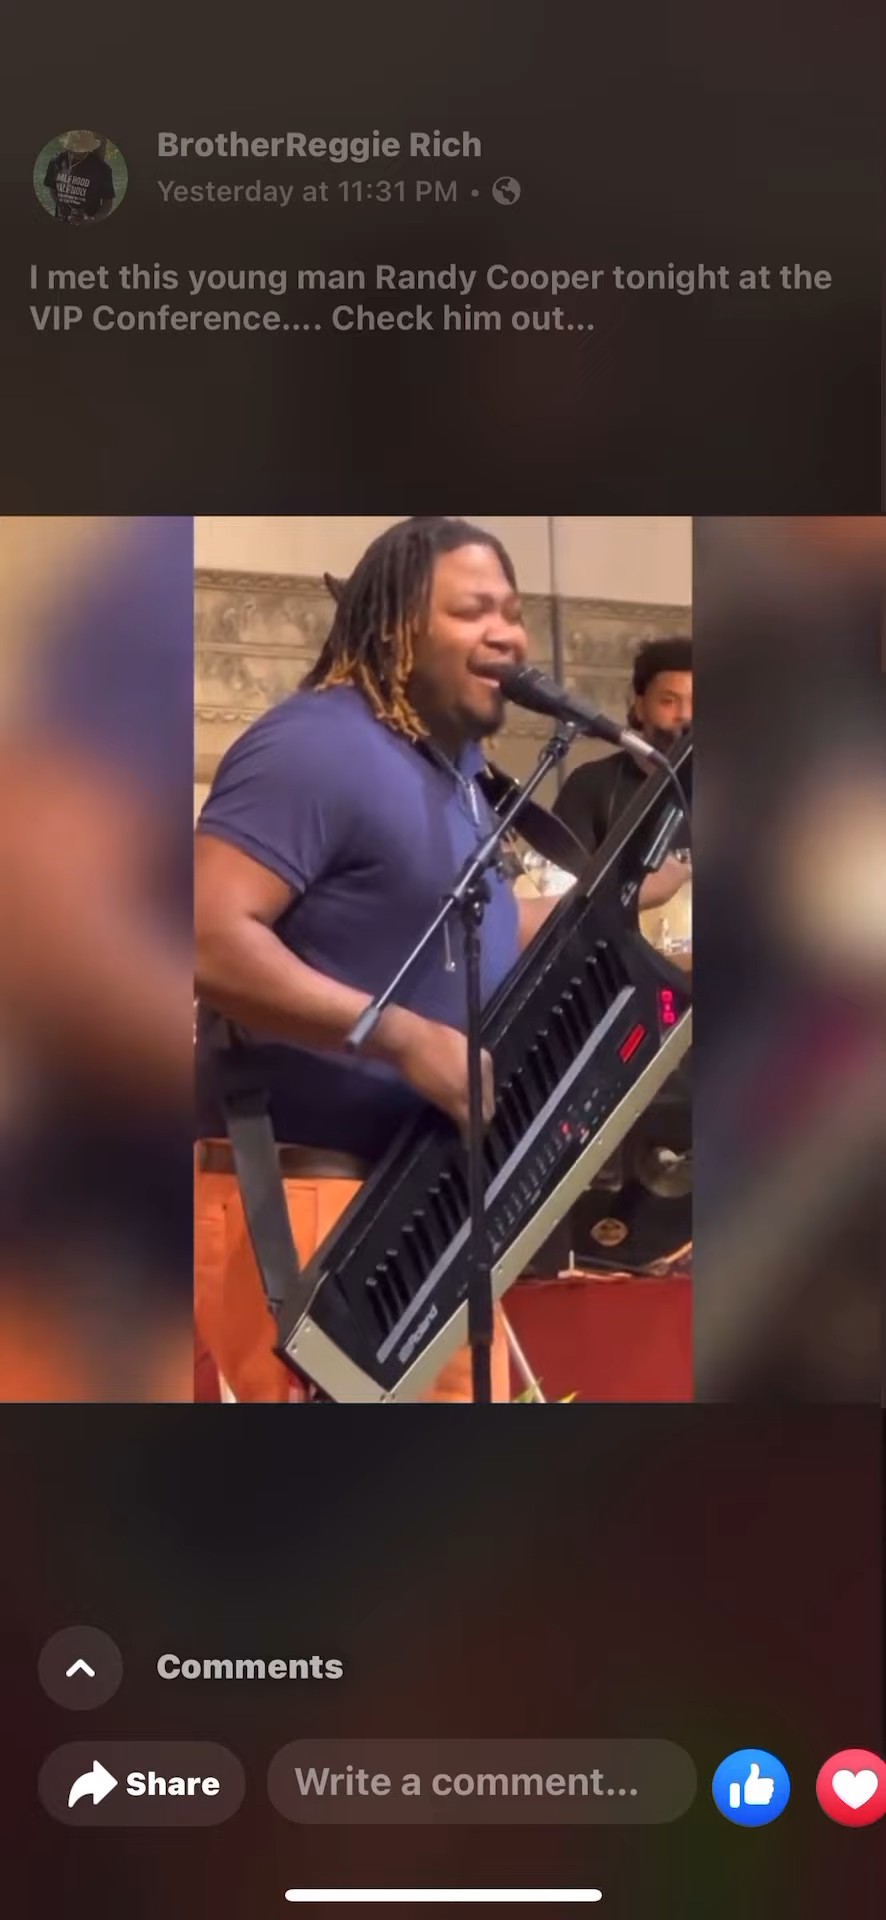 BrotherReggie Rich
Yesterday at 11:31 PM •
I met this young man Randy Cooper tonight at the
VIP Conference.... Check him out...
Roland
Comments
Share
Write a comment...